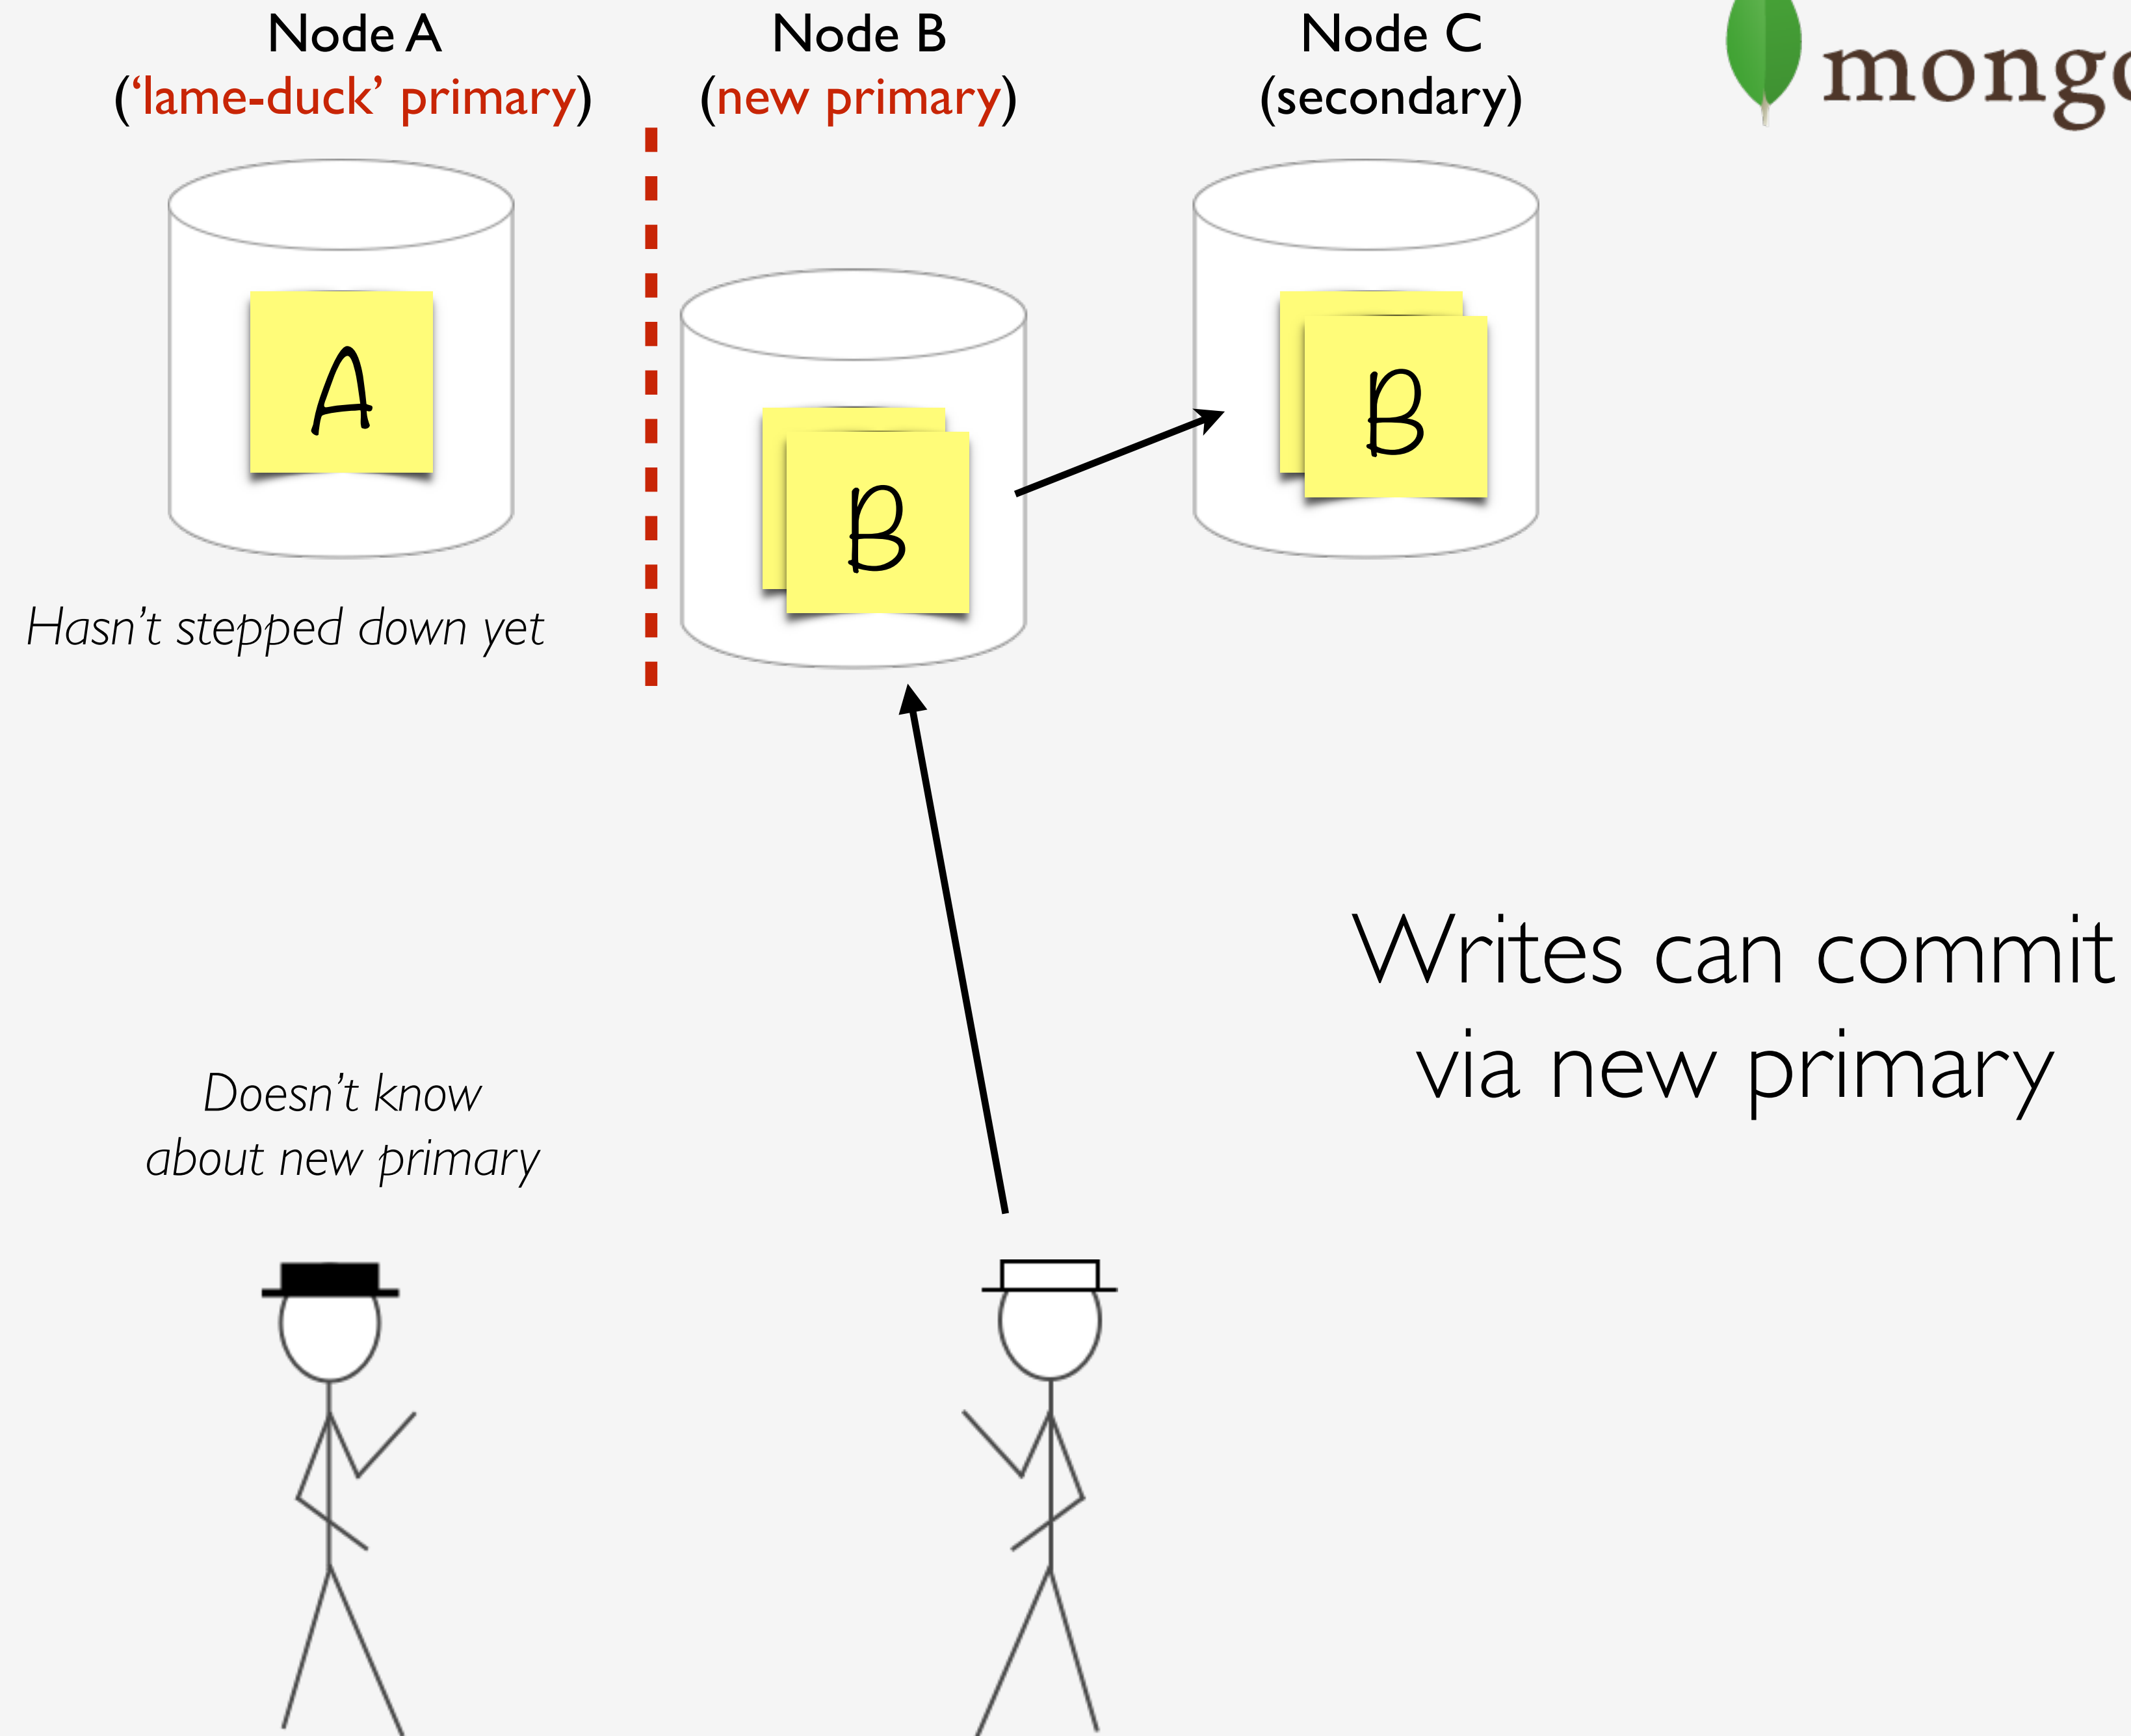 Node A
(‘lame-duck’ primary)
Node B
(new primary)
Node C
(secondary)
mongo
A
B
B
Hasn’t stepped down yet
Writes can commit
via new primary
Doesn’t know
about new primary